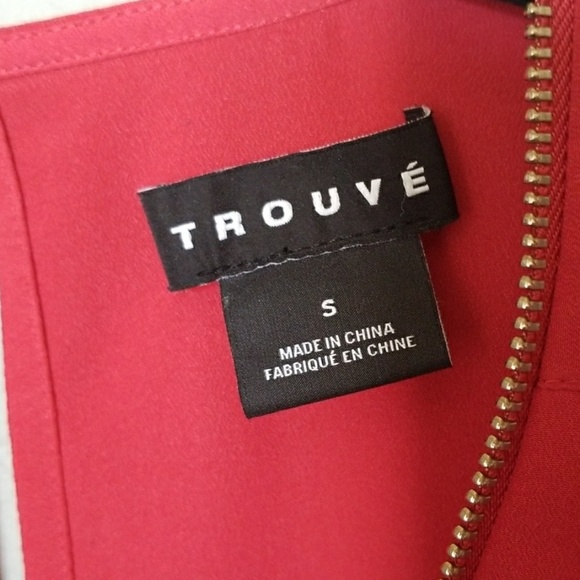 TROUVÉ
S
MADE IN CHINA
FABRIQUÉ EN CHINE